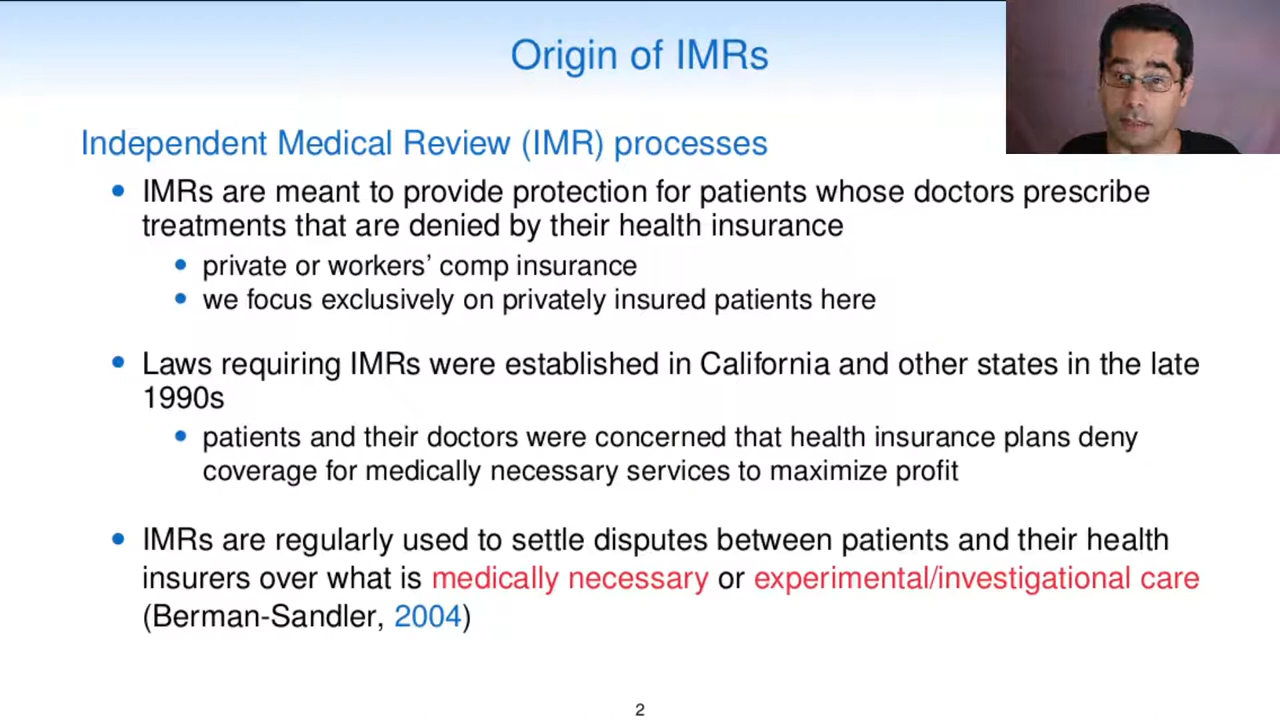 Origin of IMRs
Independent Medical Review (IMR) processes
• IMRs are meant to provide protection for patients whose doctors prescribe
treatments that are denied by their health insurance
• private or workers’ comp insurance
• we focus exclusively on privately insured patients here
• Laws requiring IMRs were established in California and other states in the late
1990s
• patients and their doctors were concerned that health insurance plans deny
coverage for medically necessary services to maximize profit
• IMRs are regularly used to settle disputes between patients and their health
insurers over what is medically necessary or experimental/investigational care
(Berman-Sandler, 2004)
2